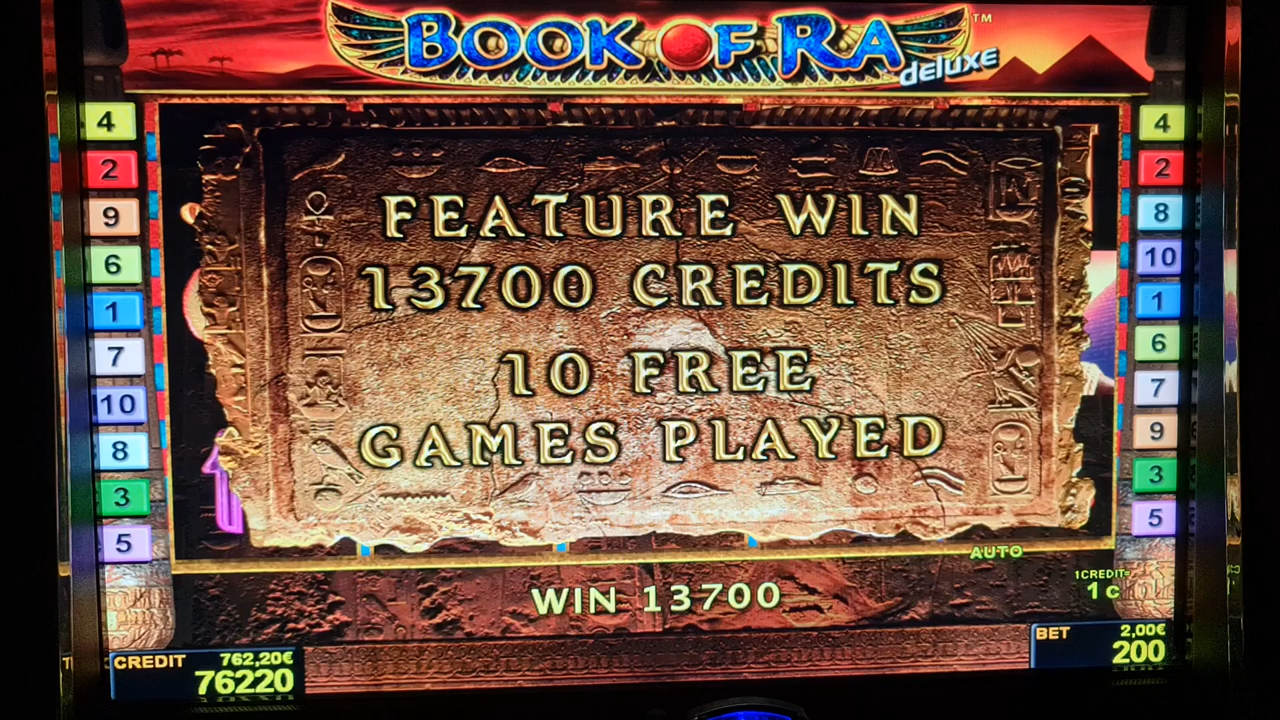 BOOK OF RA™
deluxe
4
2
9
6
1
7
10
8
3
5
FEATURE WIN
13700 CREDITS
10 FREE
GAMES PLAYED
4
2
8
10
1
6
7
9
3
5
AUTO
WIN 13700
1CREDIT=
1 c
CREDIT 762,20€
76220
BET 2,00€
200